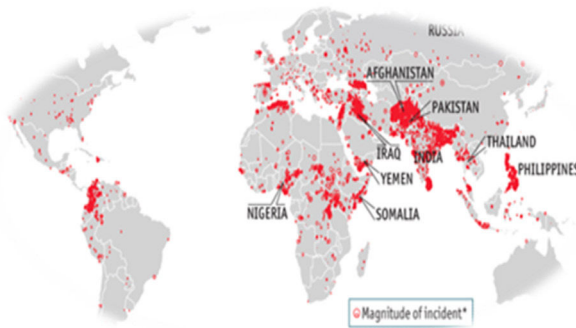 RUSSIA
AFGHANISTAN
PAKISTAN
THAILAND
IRAQ
INDIA
PHILIPPINES
YEMEN
NIGERIA
SOMALIA
Magnitude of incident*